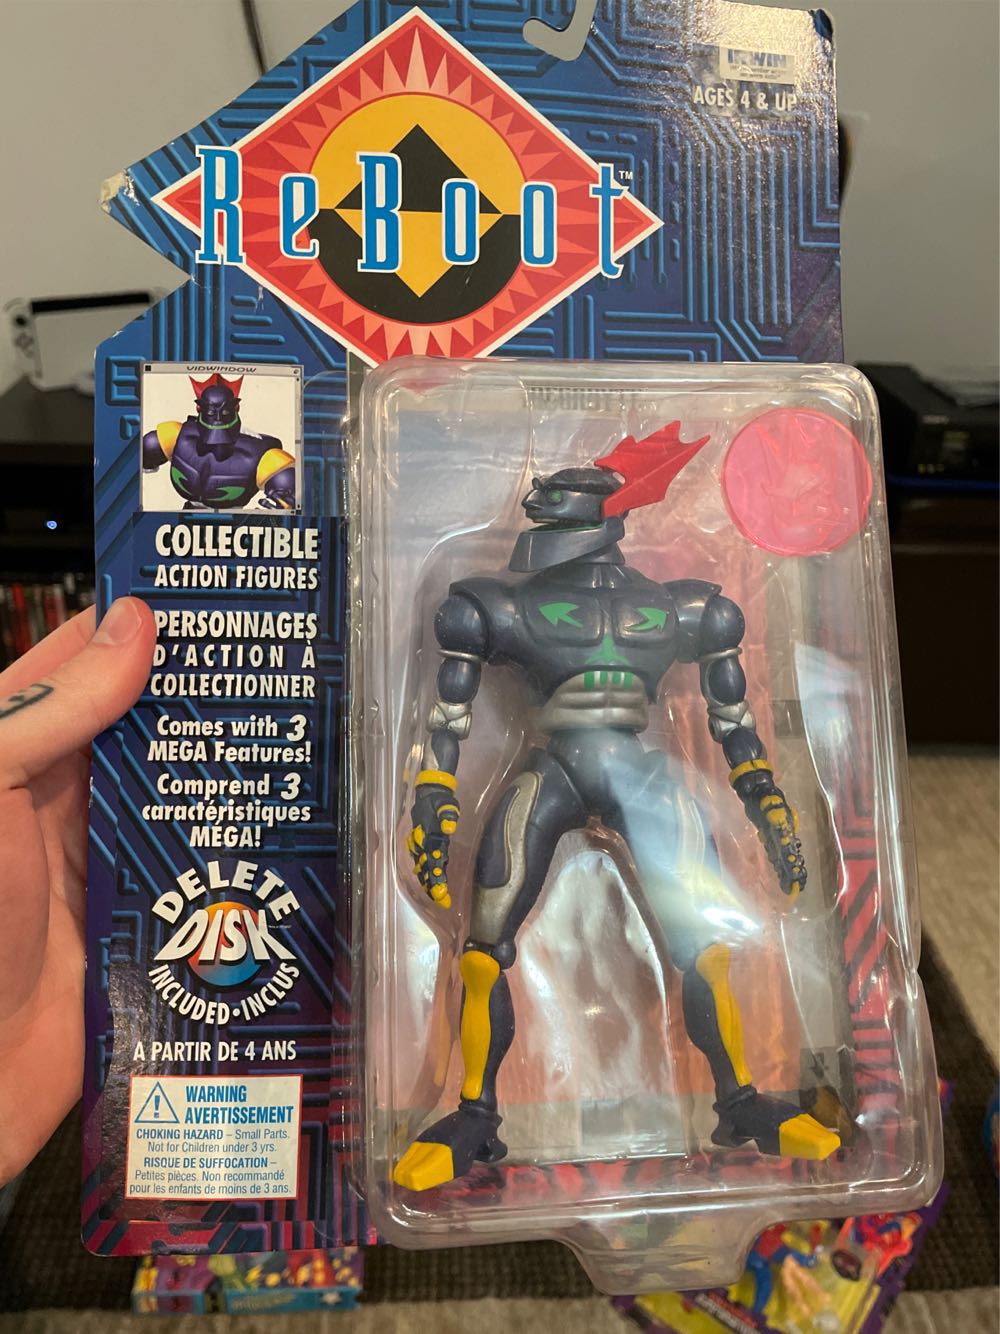 ReBoot™
IRWIN
AGES 4 & UP
VIDWINDOW
COLLECTIBLE
ACTION FIGURES
PERSONNAGES
D'ACTION À
COLLECTIONNER
Comes with 3
MEGA Features!
Comprend 3
caractéristiques
MÉGA!
DELETE
DISK
INCLUDED • INCLUS
A PARTIR DE 4 ANS
WARNING
AVERTISSEMENT
CHOKING HAZARD – Small Parts.
Not for Children under 3 yrs.
RISQUE DE SUFFOCATION –
Petites pièces. Non recommandé
pour les enfants de moins de 3 ans.
MEGABYTE